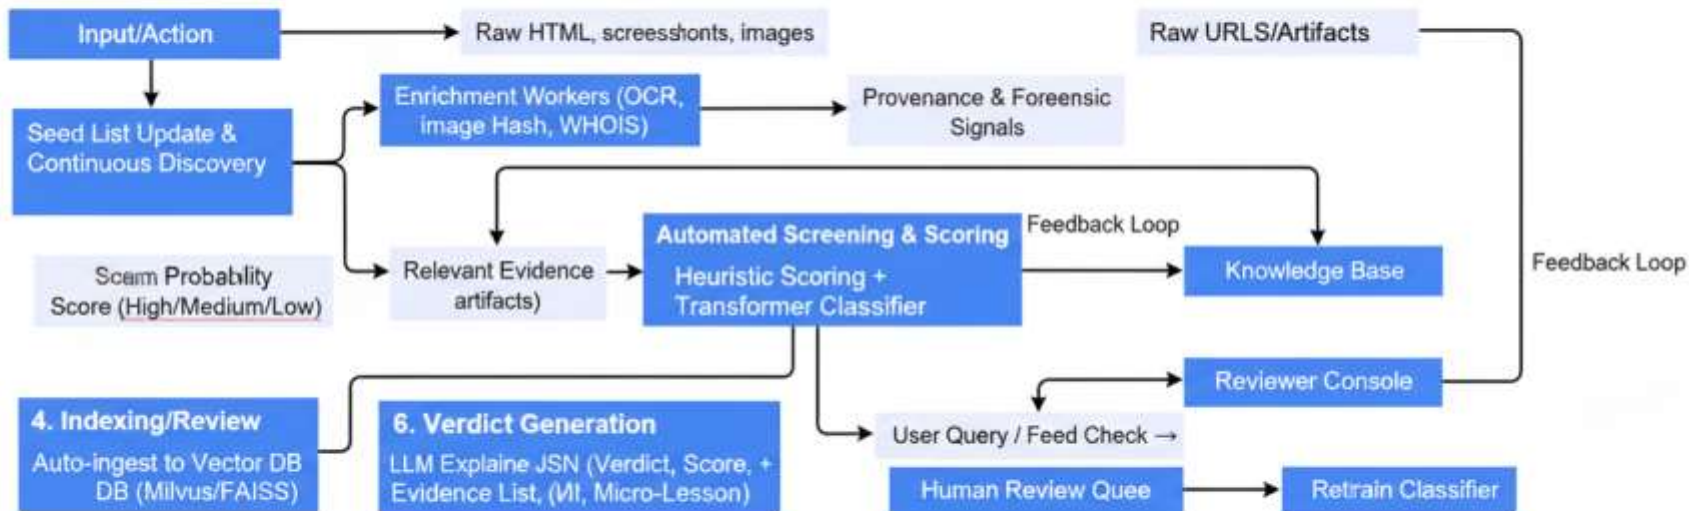 Input/Action
Raw HTML, screesshonts, images
Raw URLS/Artifacts
Enrichment Workers (OCR,
image Hash, WHOIS)
Provenance & Foreensic
Signals
Seed List Update &
Continuous Discovery
Automated Screening & Scoring
Heuristic Scoring +
Transformer Classifier
Feedback Loop
Knowledge Base
Feedback Loop
Relevant Evidence
artifacts)
Scem Probability
Score (High/Medium/Low)
Reviewer Console
4. Indexing/Review
Auto-ingest to Vector DB
DB (Milvus/FAISS)
6. Verdict Generation
LLM Explaine JSN (Verdict, Score, +
Evidence List, Micro-Lesson)
User Query / Feed Check →
Human Review Quee
Retrain Classifier